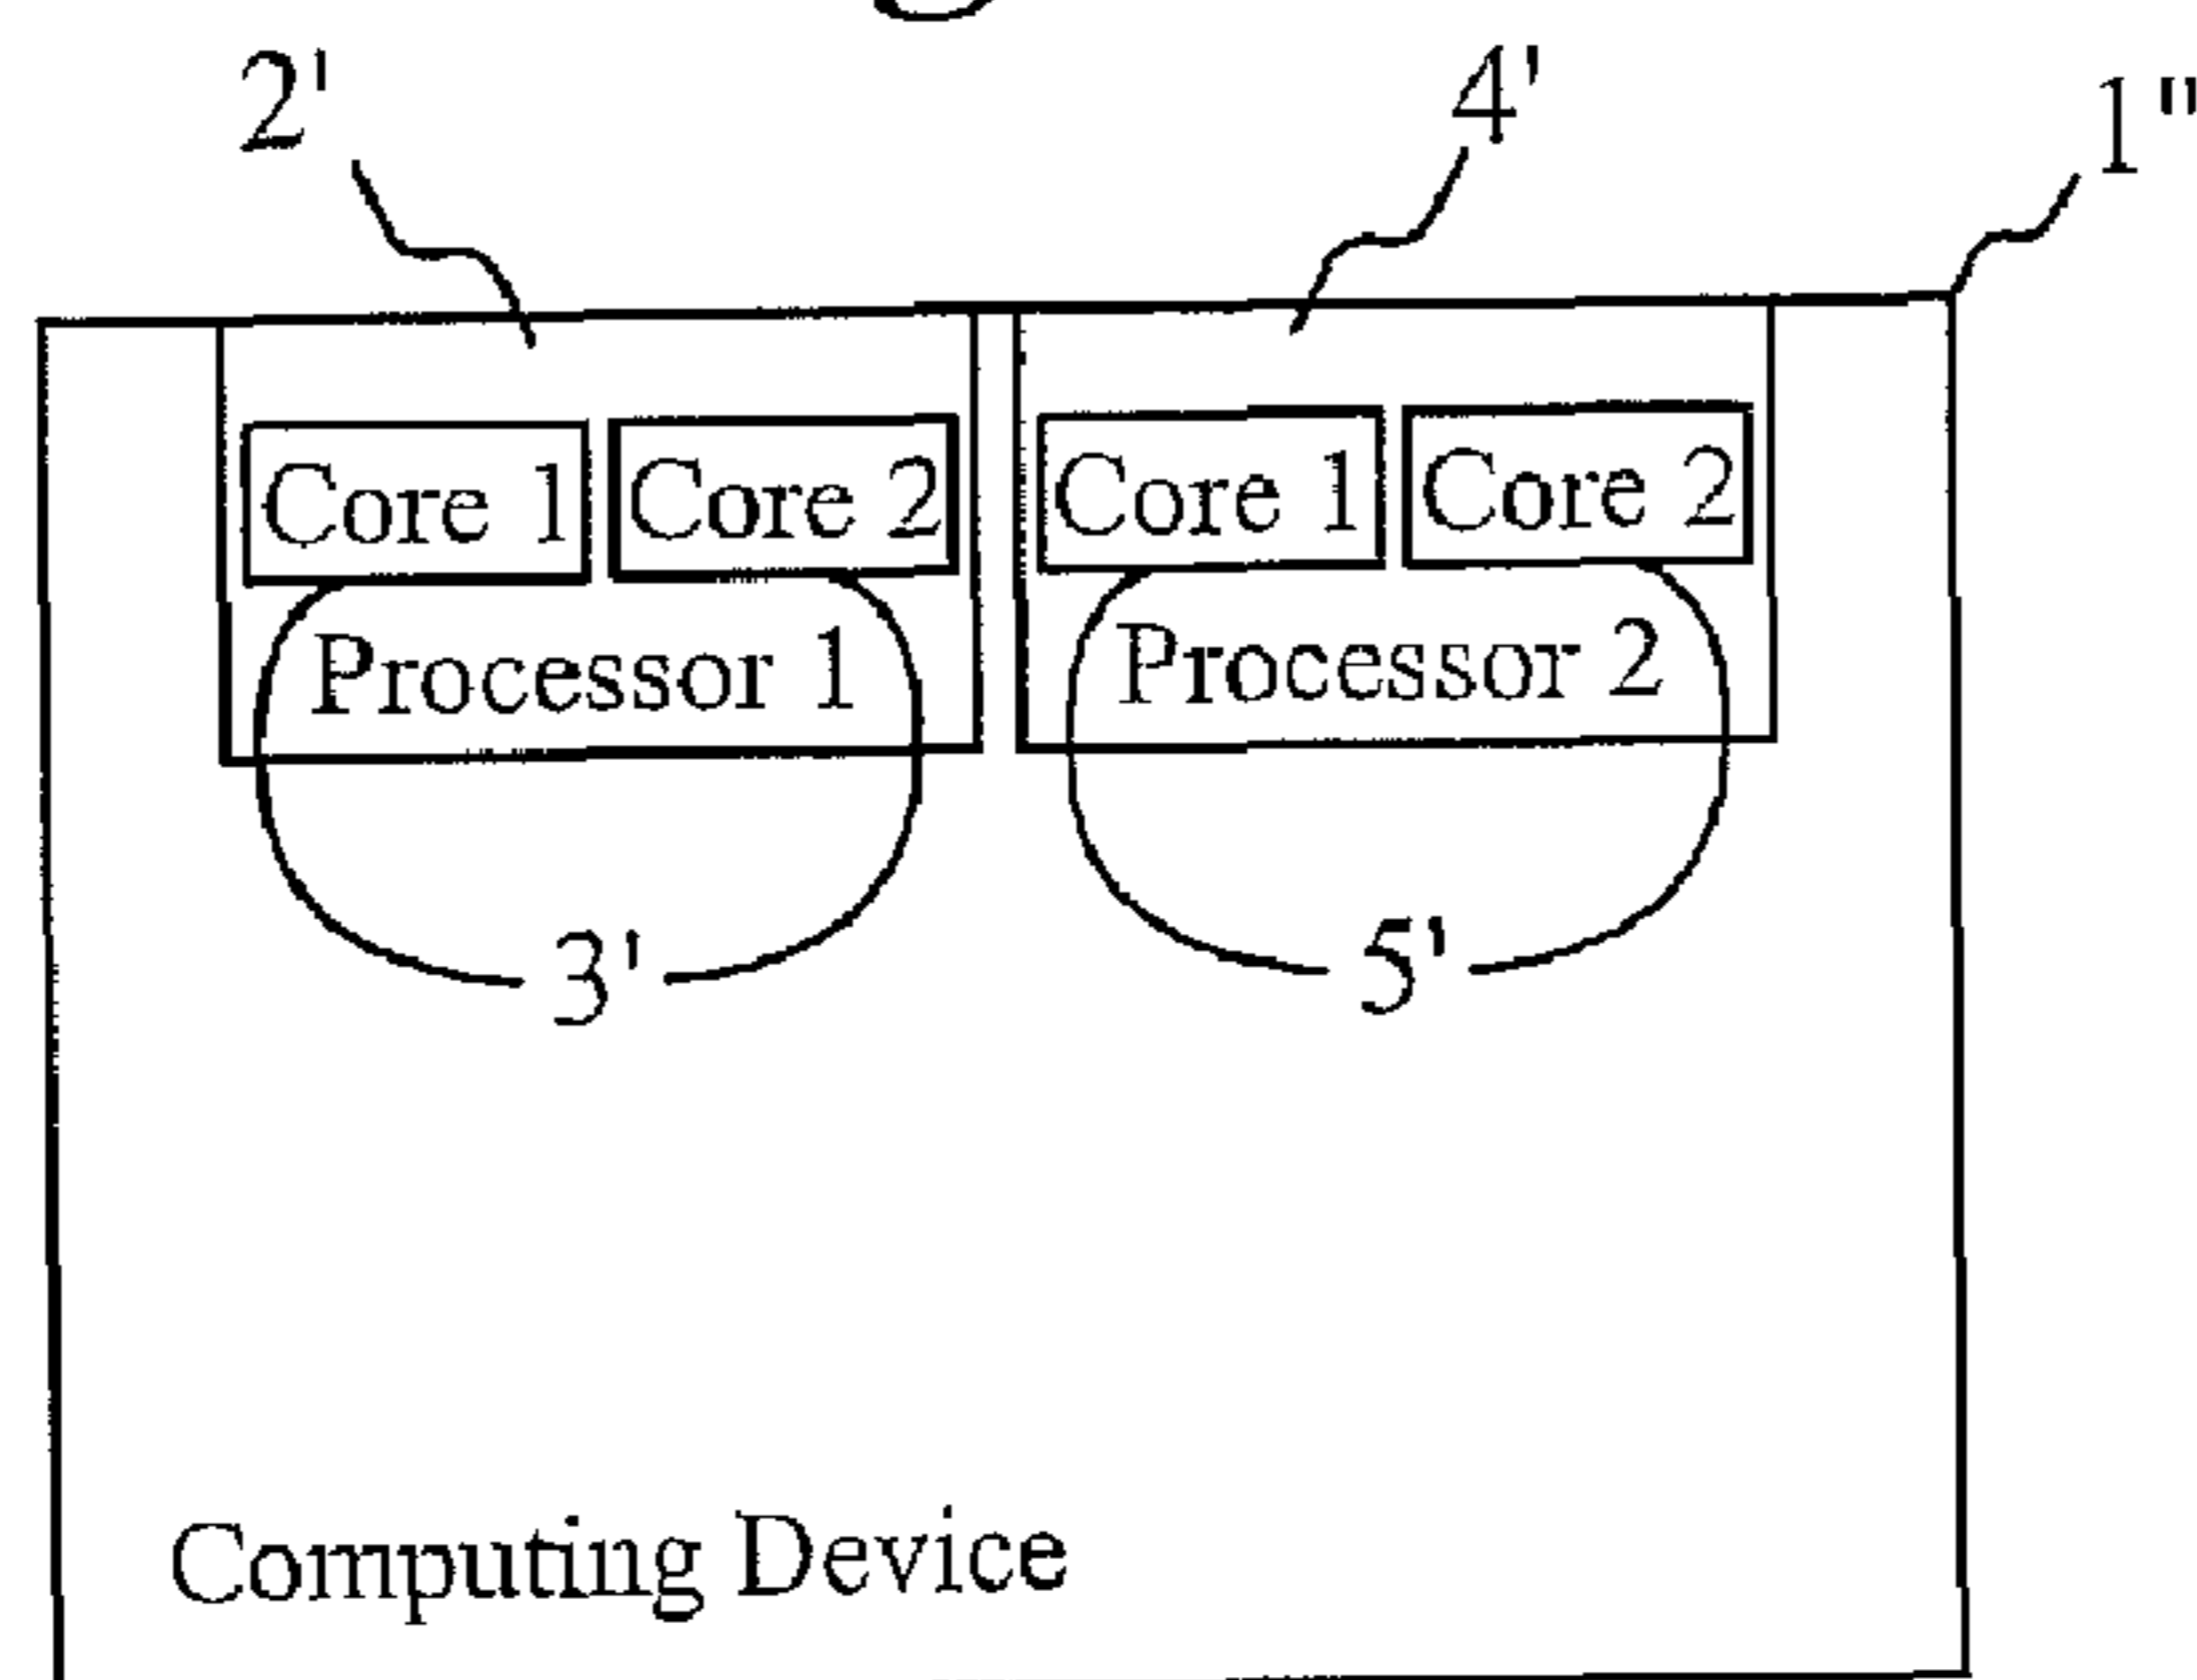 2' 4' 1"
Core 1 Core 2 Core 1 Core 2
Processor 1 Processor 2
3' 5'
Computing Device